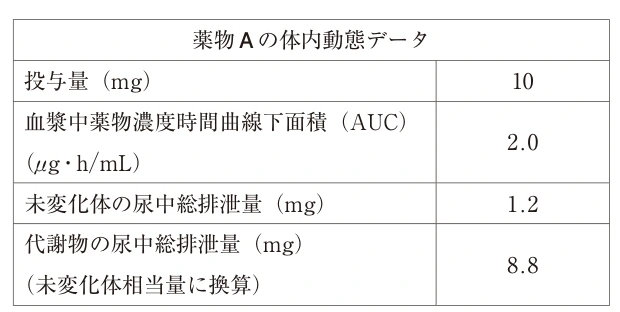 薬物Aの体内動態データ
投与量（mg）
10
血漿中薬物濃度時間曲線下面積（AUC）
（μg・h/mL）
2.0
未変化体の尿中総排泄量（mg）
1.2
代謝物の尿中総排泄量（mg）
（未変化体相当量に換算）
8.8